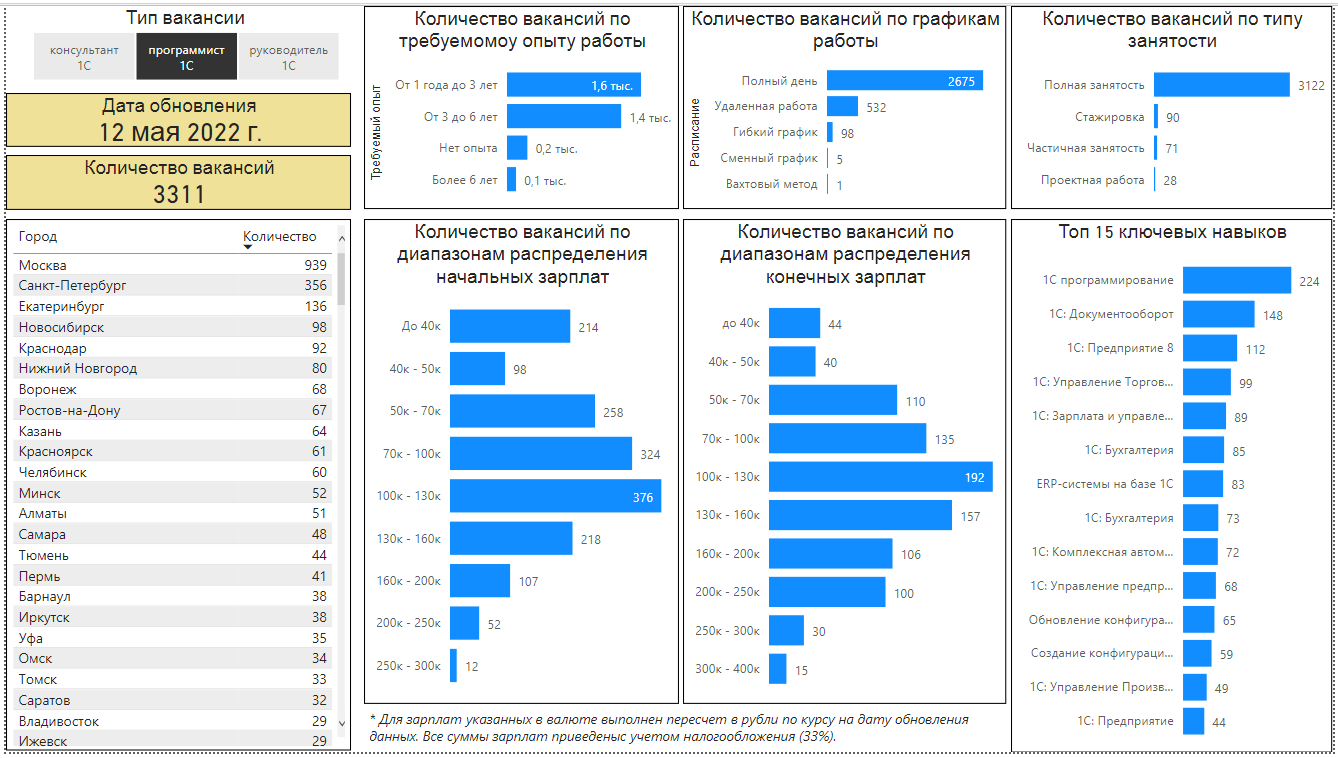 Тип вакансии
консультант
1С
программист
1С
руководитель
1С
Дата обновления
12 мая 2022 г.
Количество вакансий
3311
Город Количество
Москва 939
Санкт-Петербург 356
Екатеринбург 136
Новосибирск 98
Краснодар 92
Нижний Новгород 80
Воронеж 68
Ростов-на-Дону 67
Казань 64
Красноярск 61
Челябинск 60
Минск 52
Алматы 51
Самара 48
Тюмень 44
Пермь 41
Барнаул 38
Иркутск 38
Уфа 35
Омск 34
Томск 33
Саратов 32
Владивосток 29
Ижевск 29
Количество вакансий по
требуемомоу опыту работы
Требуемый опыт
От 1 года до 3 лет 1,6 тыс.
От 3 до 6 лет 1,4 тыс.
Нет опыта 0,2 тыс.
Более 6 лет 0,1 тыс.
Количество вакансий по графикам
работы
Расписание
Полный день 2675
Удаленная работа 532
Гибкий график 98
Сменный график 5
Вахтовый метод 1
Количество вакансий по типу
занятости
Полная занятость 3122
Стажировка 90
Частичная занятость 71
Проектная работа 28
Количество вакансий по
диапазонам распределения
начальных зарплат
До 40к 214
40к - 50к 98
50к - 70к 258
70к - 100к 324
100к - 130к 376
130к - 160к 218
160к - 200к 107
200к - 250к 52
250к - 300к 12
Количество вакансий по
диапазонам распределения
конечных зарплат
до 40к 44
40к - 50к 40
50к - 70к 110
70к - 100к 135
100к - 130к 192
130к - 160к 157
160к - 200к 106
200к - 250к 100
250к - 300к 30
300к - 400к 15
* Для зарплат указанных в валюте выполнен пересчет в рубли по курсу на дату обновления
данных. Все суммы зарплат приведеныс учетом налогообложения (33%).
Топ 15 ключевых навыков
1С программирование 224
1С: Документооборот 148
1С: Предприятие 8 112
1С: Управление Торгов... 99
1С: Зарплата и управле... 89
1С: Бухгалтерия 85
ERP-системы на базе 1С 83
1С: Бухгалтерия 73
1С: Комплексная автом... 72
1С: Управление предпр... 68
Обновление конфигура... 65
Создание конфигураци... 59
1С: Управление Произв... 49
1С: Предприятие 44